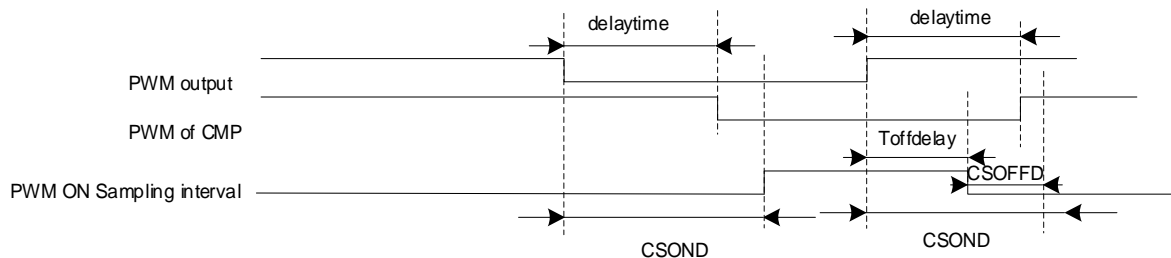 delaytime
delaytime
PWM output
PWM of CMP
Toffdelay
PWM ON Sampling interval
CSOFFD
CSOND
CSOND